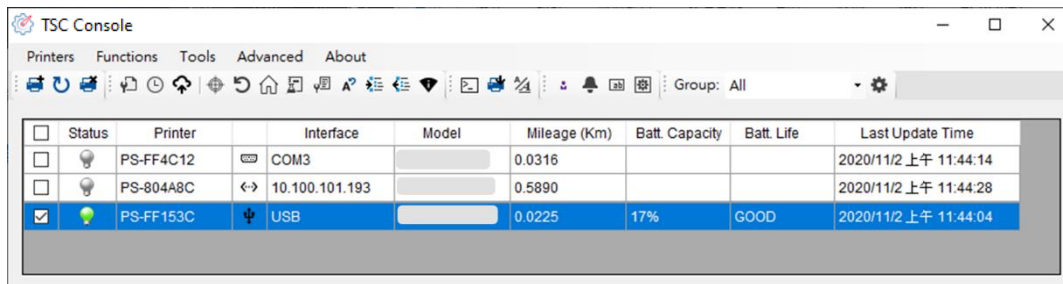 TSC Console
Printers Functions Tools Advanced About
Group: All
Status Printer Interface Model Mileage (Km) Batt. Capacity Batt. Life Last Update Time
PS-FF4C12 COM3 0.0316 2020/11/2 上午 11:44:14
PS-804A8C 10.100.101.193 0.5890 2020/11/2 上午 11:44:28
PS-FF153C USB 0.0225 17% GOOD 2020/11/2 上午 11:44:04